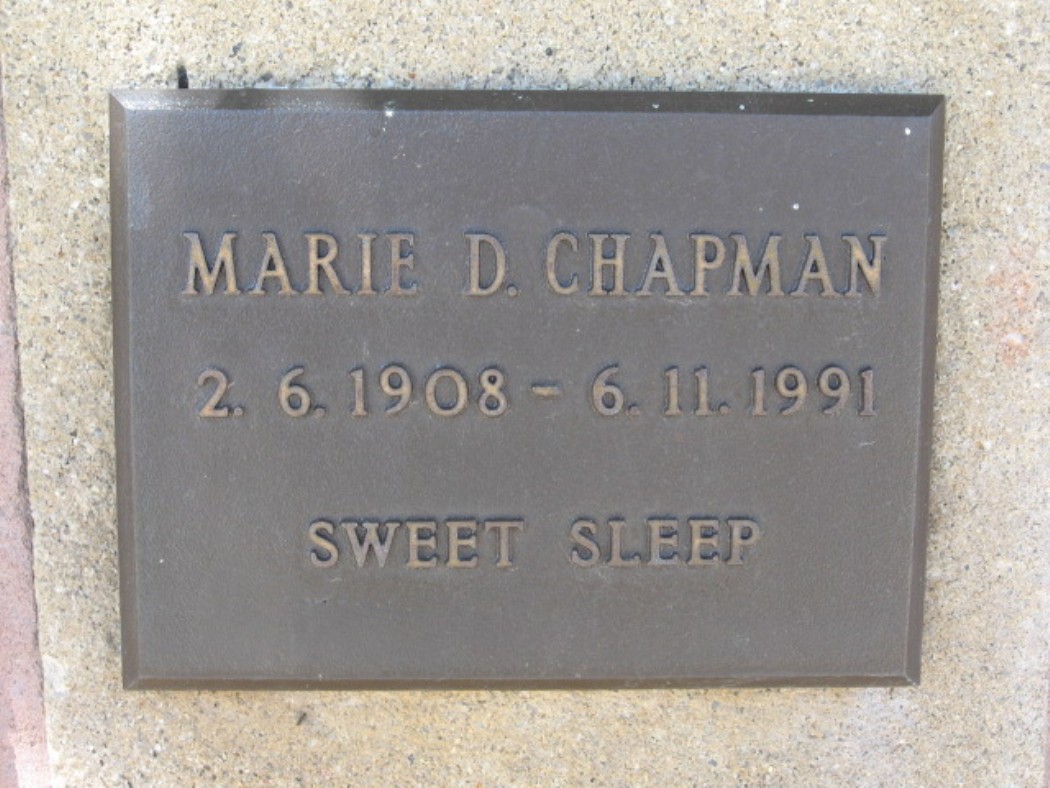 MARIE D. CHAPMAN
2. 6. 1908 - 6. 11. 1991
SWEET SLEEP